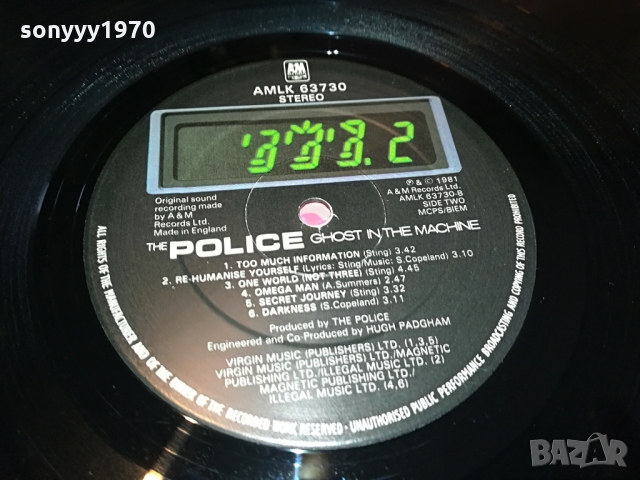 sonyyy1970
A&M
AMLK 63730
STEREO
.2
Original sound
recording made by
A & M
Records Ltd.
Made in England
℗ & © 1981
A & M Records Ltd.
AMLK 63730-B
SIDE TWO
MCPS/BIEM
THE POLICE GHOST IN THE MACHINE
1. TOO MUCH INFORMATION (Sting) 3.42
2. RE-HUMANISE YOURSELF (Lyrics: Sting/Music: S.Copeland) 3.10
3. ONE WORLD (NOT THREE) (Sting) 4.45
4. OMEGA MAN (A.Summers) 2.47
5. SECRET JOURNEY (Sting) 3.32
6. DARKNESS (S.Copeland) 3.11
Produced by THE POLICE
Engineered and Co Produced by HUGH PADGHAM
VIRGIN MUSIC (PUBLISHERS) LTD. (1,3,5)
VIRGIN MUSIC (PUBLISHERS) LTD./MAGNETIC
PUBLISHING LTD./ILLEGAL MUSIC LTD. (2)
MAGNETIC PUBLISHING LTD./
ILLEGAL MUSIC LTD. (4,6)
ALL RIGHTS OF THE MANUFACTURER AND OF THE OWNER OF THE RECORDED WORK RESERVED - UNAUTHORISED PUBLIC PERFORMANCE BROADCASTING AND COPYING OF THIS RECORD PROHIBITED
BAZAR